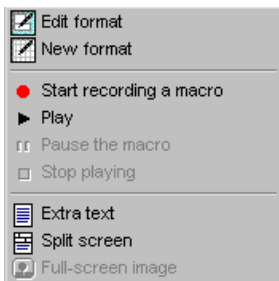 Edit format
New format
Start recording a macro
Play
Pause the macro
Stop playing
Extra text
Split screen
Full-screen image